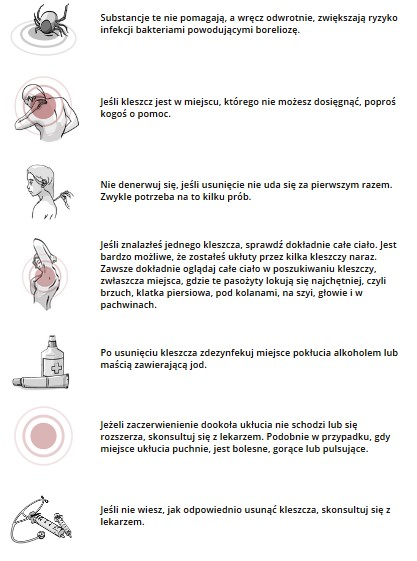 Substancje te nie pomagają, a wręcz odwrotnie, zwiększają ryzyko
infekcji bakteriami powodującymi boreliozę.
Jeśli kleszcz jest w miejscu, którego nie możesz dosięgnąć, poproś
kogoś o pomoc.
Nie denerwuj się, jeśli usunięcie nie uda się za pierwszym razem.
Zwykle potrzeba na to kilku prób.
Jeśli znalazłeś jednego kleszcza, sprawdź dokładnie całe ciało. Jest
bardzo możliwe, że zostałeś ukłuty przez kilka kleszczy naraz.
Zawsze dokładnie oglądaj całe ciało w poszukiwaniu kleszczy,
zwłaszcza miejsca, gdzie te pasożyty lokują się najchętniej, czyli
brzuch, klatka piersiowa, pod kolanami, na szyi, głowie i w
pachwinach.
Po usunięciu kleszcza zdezynfekuj miejsce pokłucia alkoholem lub
maścią zawierającą jod.
Jeżeli zaczerwienienie dookoła ukłucia nie schodzi lub się
rozszerza, skonsultuj się z lekarzem. Podobnie w przypadku, gdy
miejsce ukłucia puchnie, jest bolesne, gorące lub pulsujące.
Jeśli nie wiesz, jak odpowiednio usunąć kleszcza, skonsultuj się z
lekarzem.